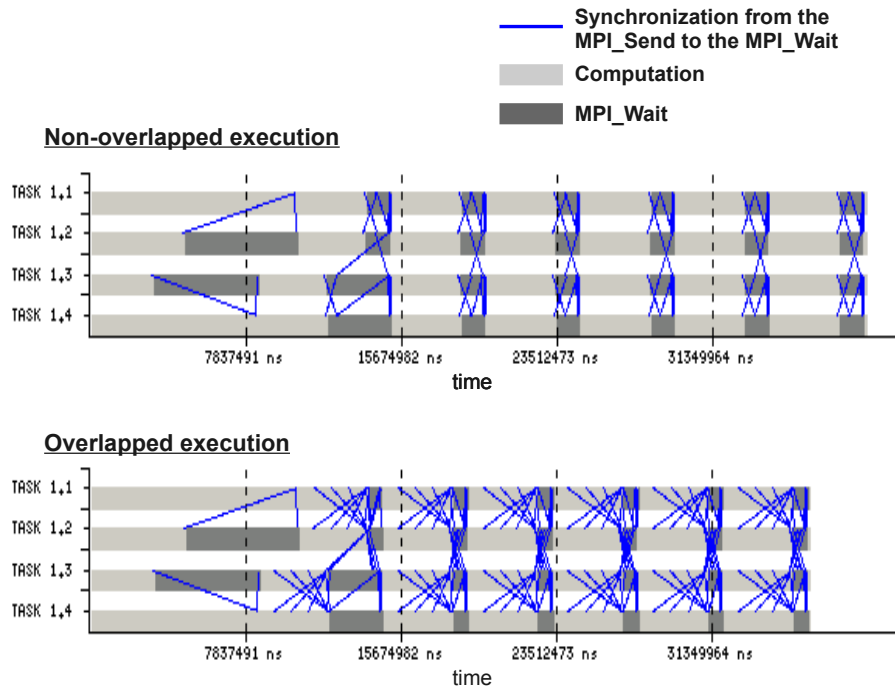 Synchronization from the
MPI_Send to the MPI_Wait
Computation
MPI_Wait
Non-overlapped execution
TASK 1.1
TASK 1.2
TASK 1.3
TASK 1.4
7837491 ns 15674982 ns 23512473 ns 31349964 ns
time
Overlapped execution
TASK 1.1
TASK 1.2
TASK 1.3
TASK 1.4
7837491 ns 15674982 ns 23512473 ns 31349964 ns
time